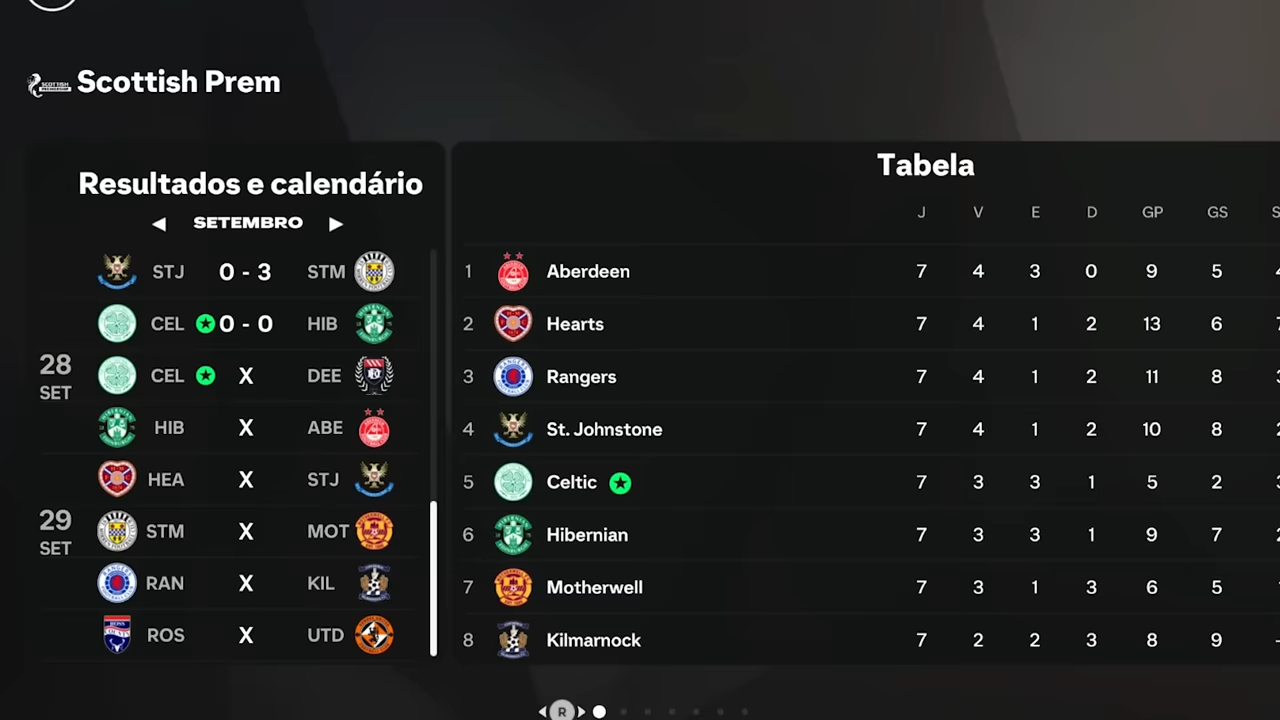 Scottish Prem
Resultados e calendário
SETEMBRO
STJ 0 - 3 STM
CEL 0 - 0 HIB
28 SET CEL X DEE
HIB X ABE
HEA X STJ
29 SET STM X MOT
RAN X KIL
ROS X UTD
Tabela
J V E D GP GS
1 Aberdeen 7 4 3 0 9 5
2 Hearts 7 4 1 2 13 6
3 Rangers 7 4 1 2 11 8
4 St. Johnstone 7 4 1 2 10 8
5 Celtic 7 3 3 1 5 2
6 Hibernian 7 3 3 1 9 7
7 Motherwell 7 3 1 3 6 5
8 Kilmarnock 7 2 2 3 8 9
R